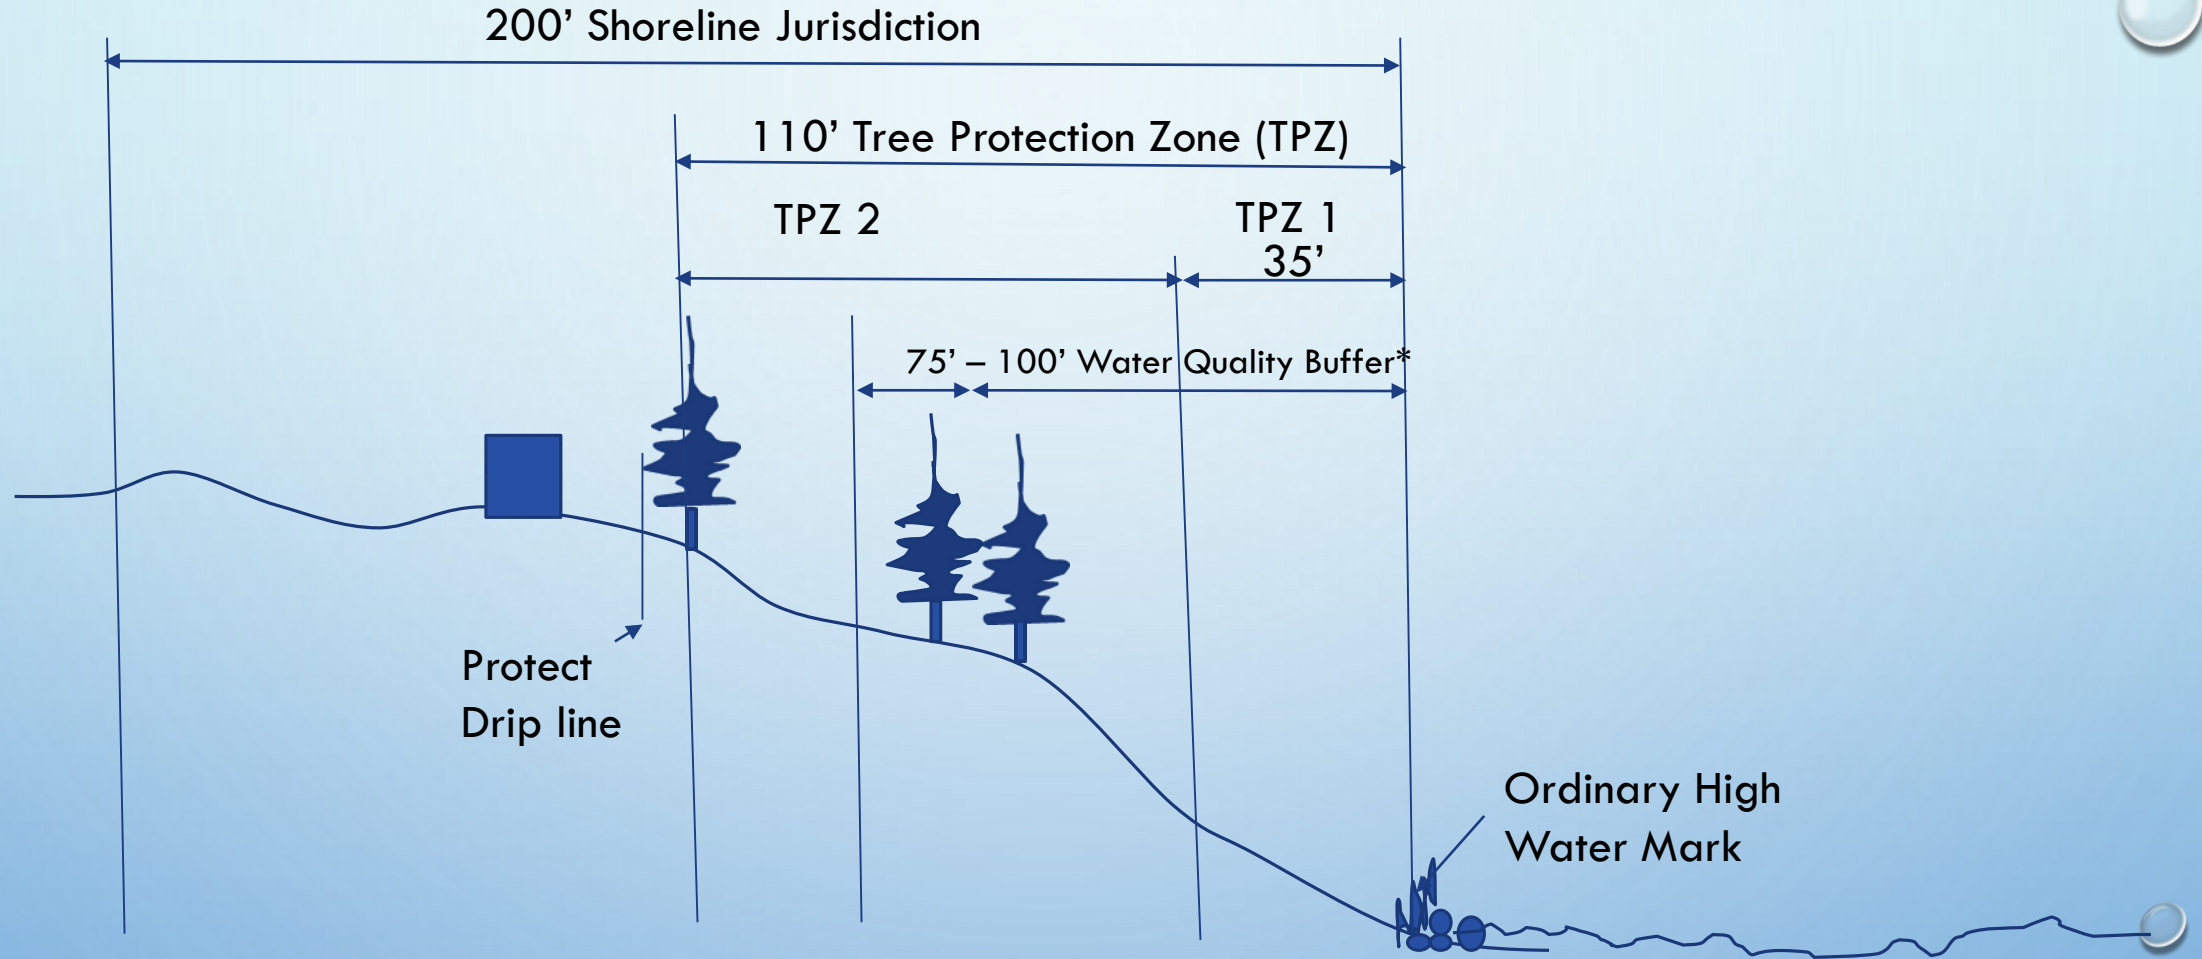 200’ Shoreline Jurisdiction
110’ Tree Protection Zone (TPZ)
TPZ 2
TPZ 1
35’
75’ – 100’ Water Quality Buffer*
Protect
Drip line
Ordinary High
Water Mark